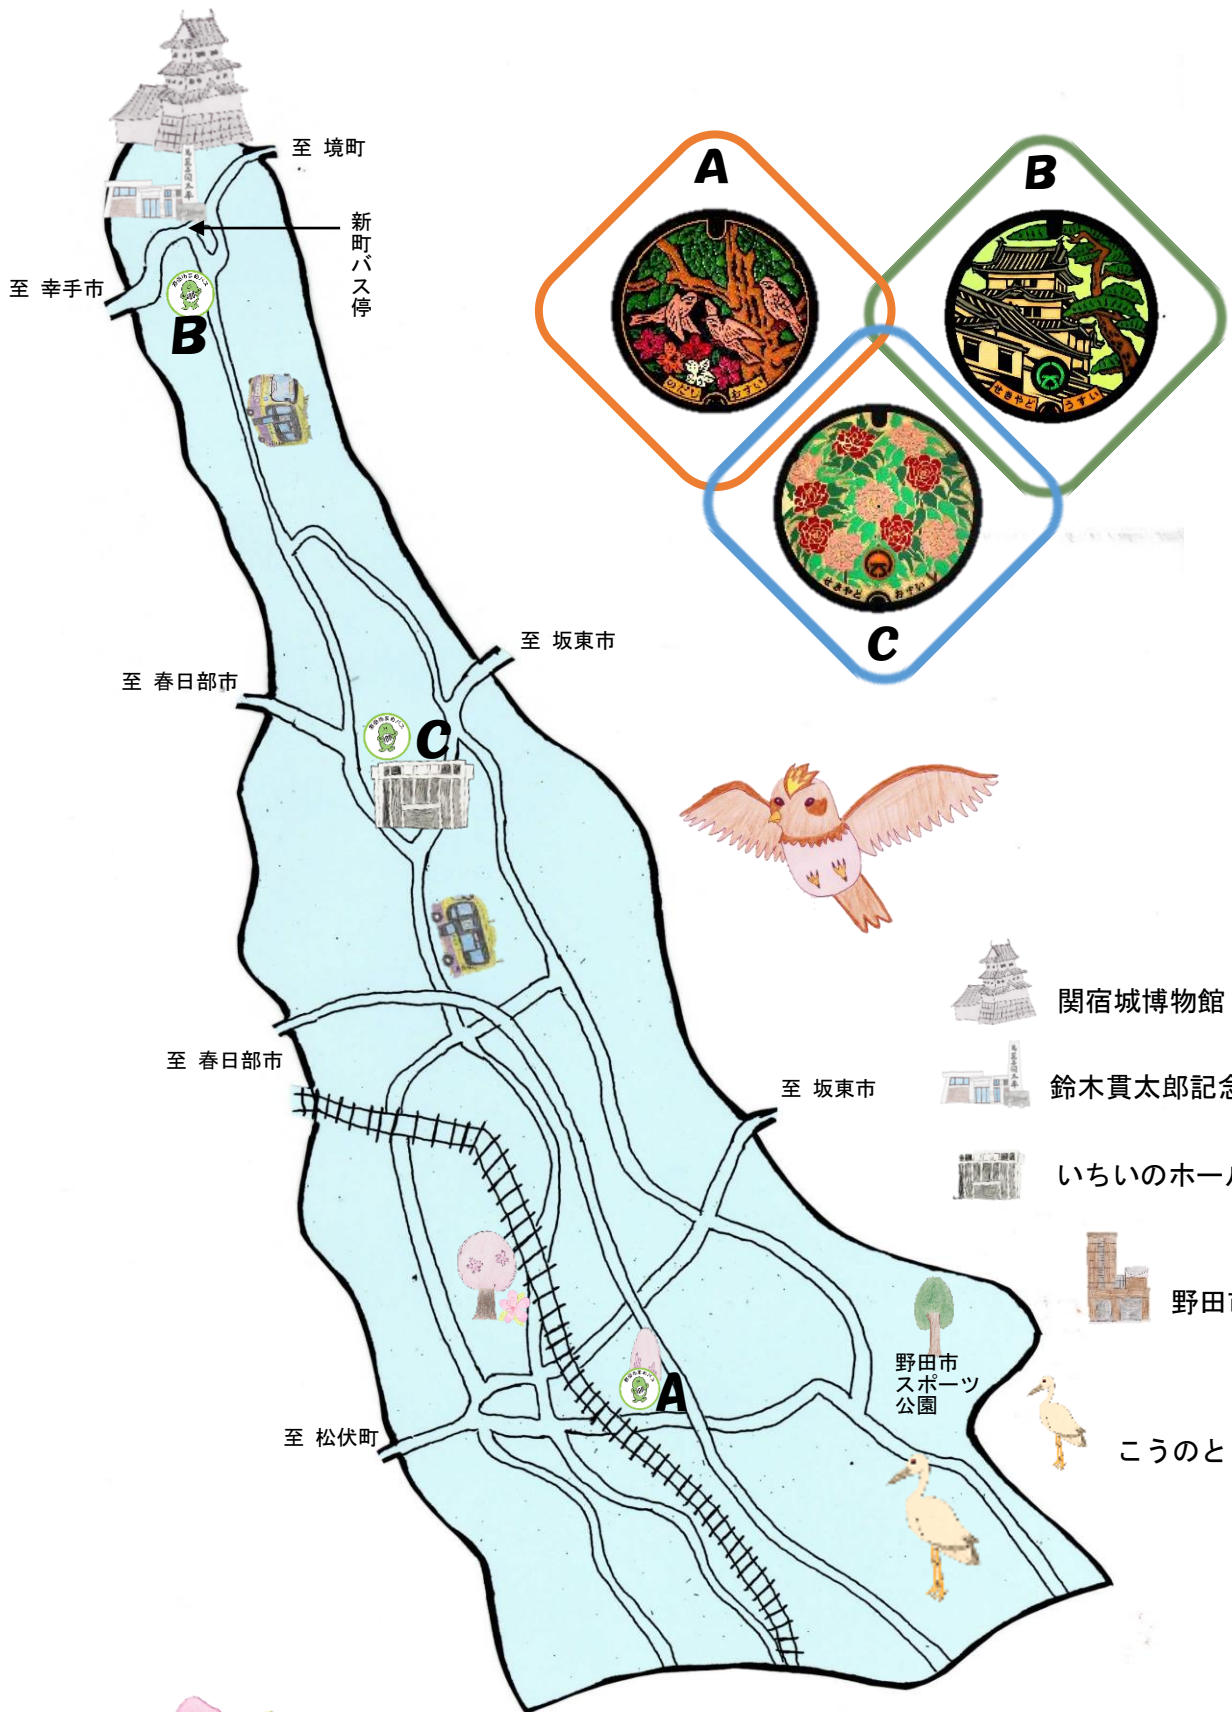 至 境町
新町バス停
至 幸手市
B
A
のだし おすい
B
せきやど うすい
せきやど おすい
C
至 坂東市
至 春日部市
C
関宿城博物館
至 春日部市
至 坂東市
鈴木貫太郎記念
いちいのホール
野田市
野田市
スポーツ
公園
A
至 松伏町
こうのと